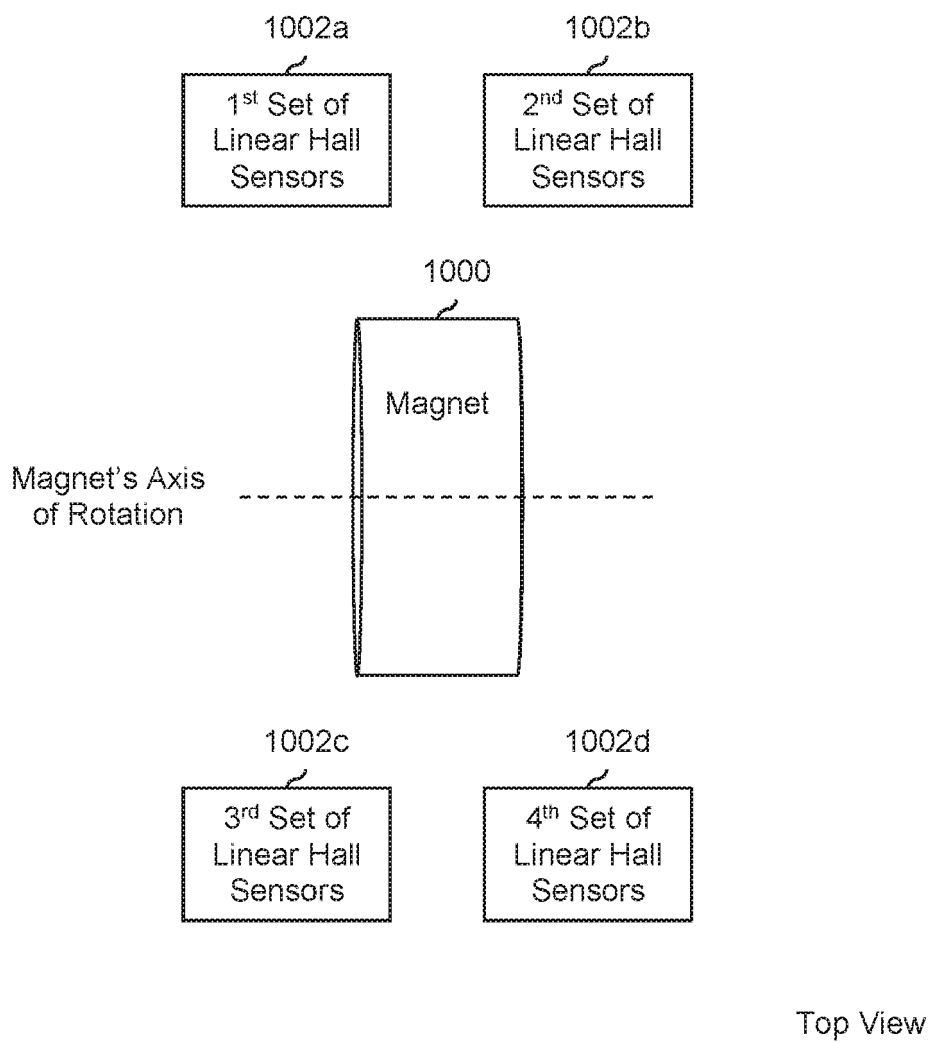 1002a
1002b
1st Set of
Linear Hall
Sensors
2nd Set of
Linear Hall
Sensors
1000
Magnet
Magnet's Axis
of Rotation
1002c
1002d
3rd Set of
Linear Hall
Sensors
4th Set of
Linear Hall
Sensors
Top View